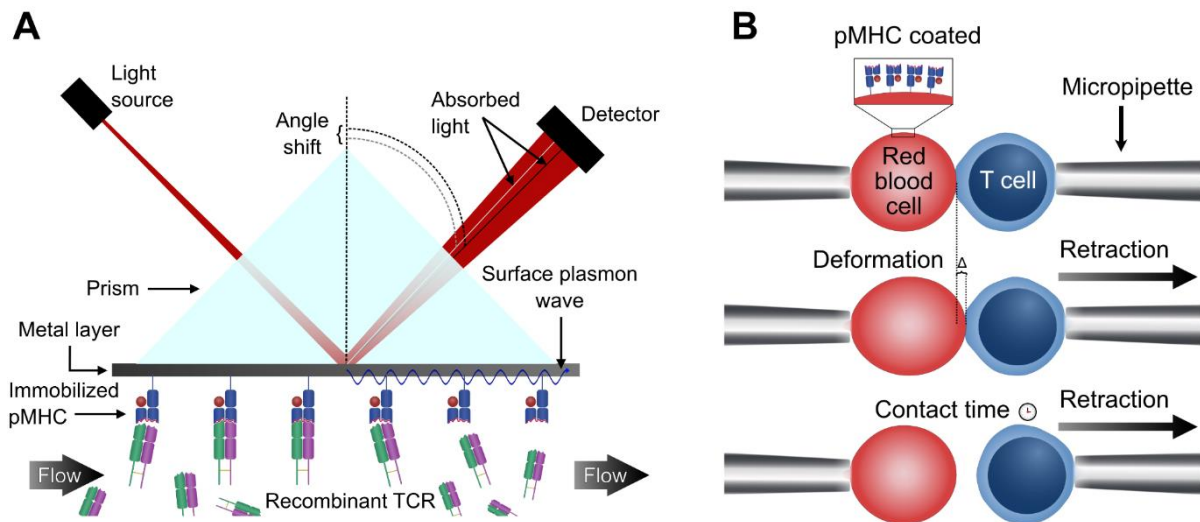 A
Light
source
Angle
shift
{
Absorbed
light
Detector
Prism
Surface plasmon
wave
Metal layer
Immobilized
pMHC
Flow
Recombinant TCR
Flow
B
pMHC coated
Micropipette
Red
blood
cell
T cell
Deformation
Δ
Retraction
Contact time
Retraction